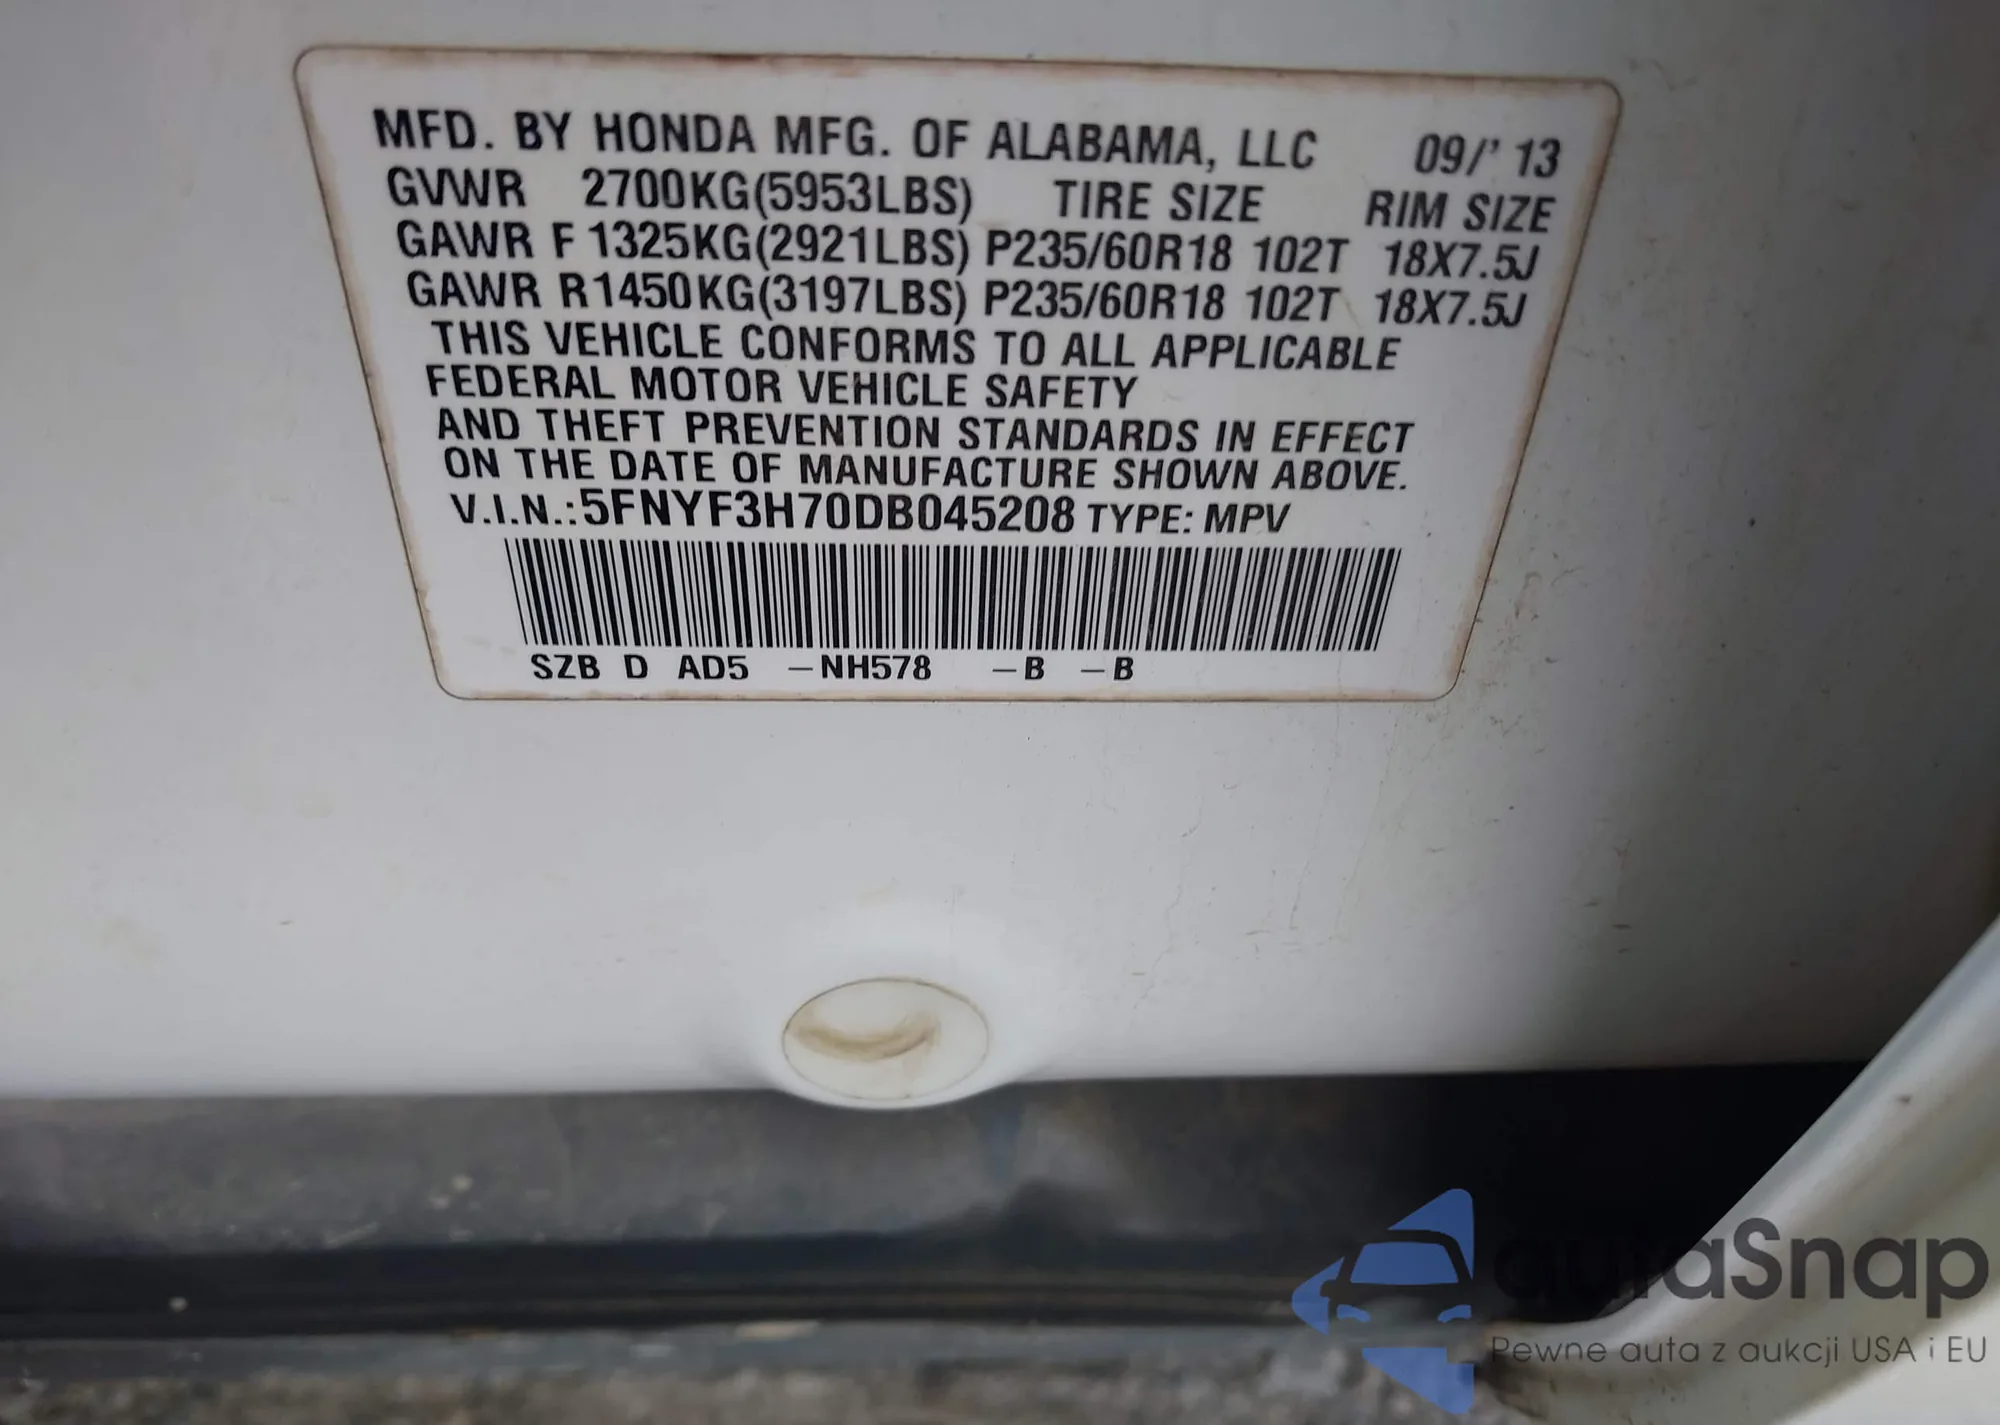 MFD. BY HONDA MFG. OF ALABAMA, LLC 09/' 13
GVWR 2700KG(5953LBS) TIRE SIZE RIM SIZE
GAWR F 1325KG(2921LBS) P235/60R18 102T 18X7.5J
GAWR R1450KG(3197LBS) P235/60R18 102T 18X7.5J
THIS VEHICLE CONFORMS TO ALL APPLICABLE
FEDERAL MOTOR VEHICLE SAFETY
AND THEFT PREVENTION STANDARDS IN EFFECT
ON THE DATE OF MANUFACTURE SHOWN ABOVE.
V.I.N.:5FNYF3H70DB045208 TYPE: MPV
SZB D AD5 -NH578 -B -B
autaSnap
Pewne auta z aukcji USA i EU